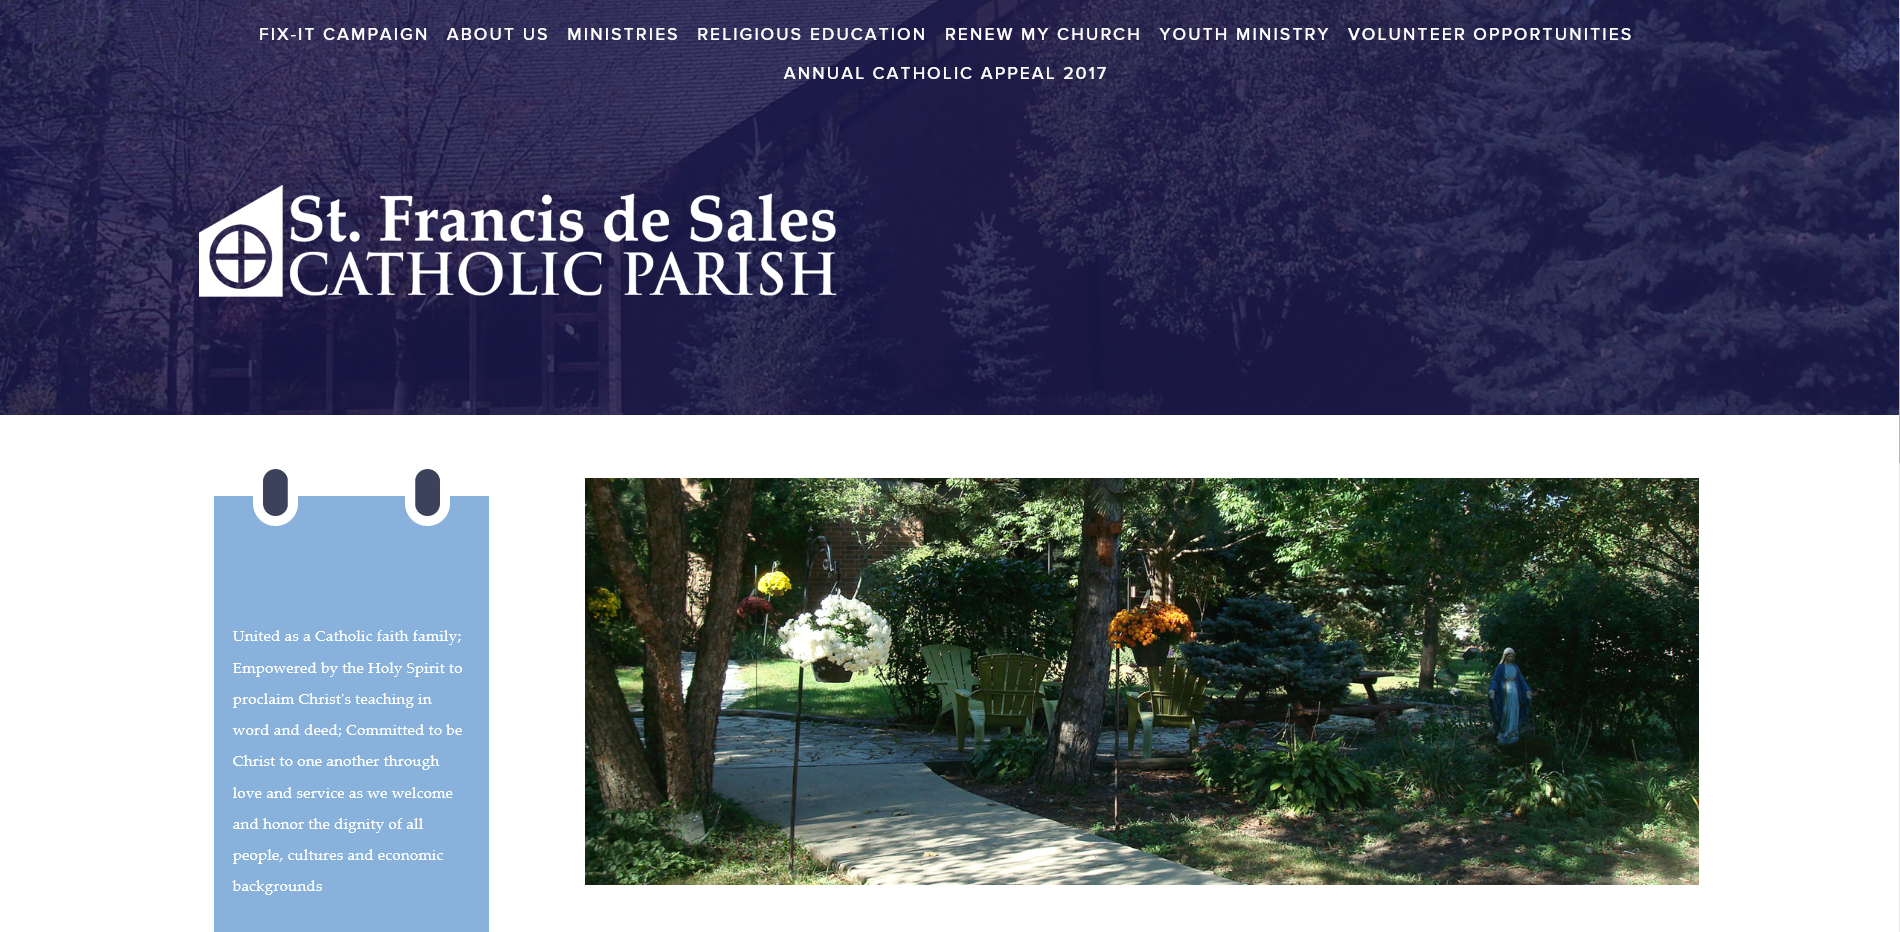 FIX-IT CAMPAIGN ABOUT US MINISTRIES RELIGIOUS EDUCATION RENEW MY CHURCH YOUTH MINISTRY VOLUNTEER OPPORTUNITIES
ANNUAL CATHOLIC APPEAL 2017
St. Francis de Sales
CATHOLIC PARISH
United as a Catholic faith family;
Empowered by the Holy Spirit to
proclaim Christ's teaching in
word and deed; Committed to be
Christ to one another through
love and service as we welcome
and honor the dignity of all
people, cultures and economic
backgrounds